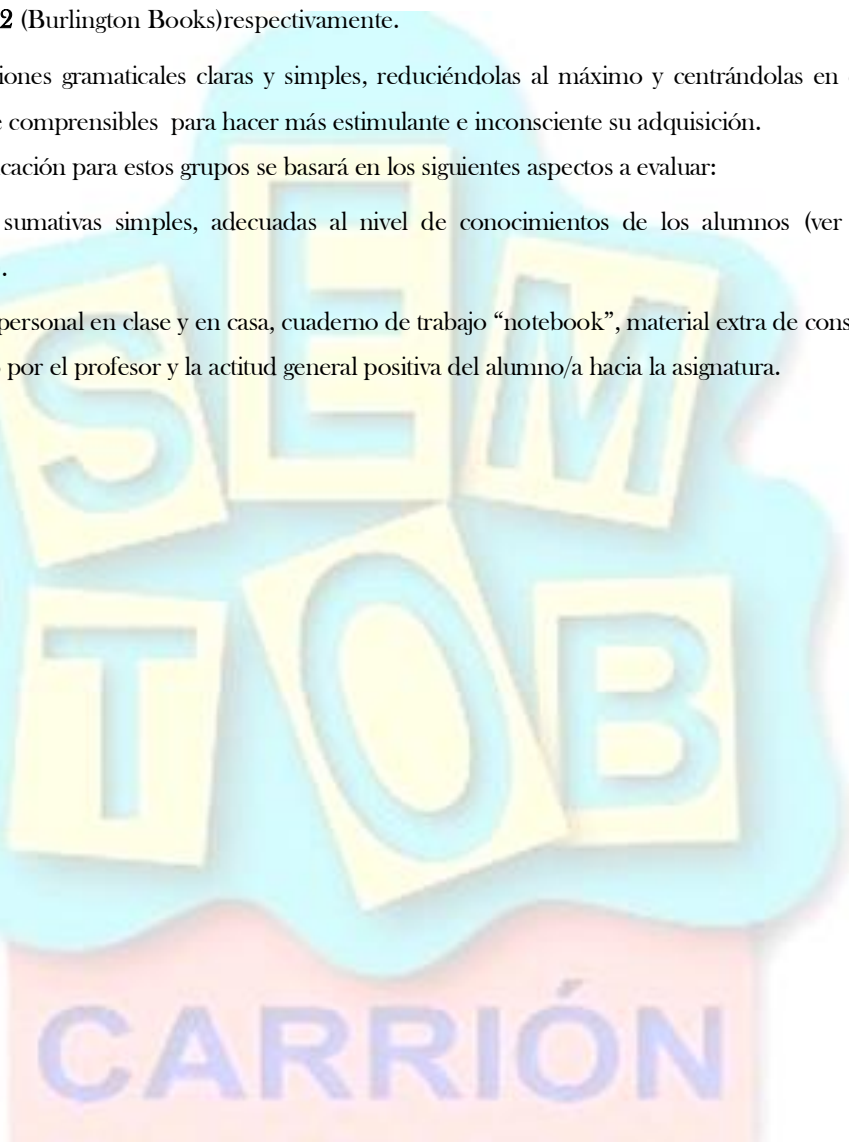 2 (Burlington Books)respectivamente.
iones gramaticales claras y simples, reduciéndolas al máximo y centrándolas en
comprensibles para hacer más estimulante e inconsciente su adquisición.
cación para estos grupos se basará en los siguientes aspectos a evaluar:
sumativas simples, adecuadas al nivel de conocimientos de los alumnos (ver
.
personal en clase y en casa, cuaderno de trabajo “notebook”, material extra de cons
por el profesor y la actitud general positiva del alumno/a hacia la asignatura.
SEM
TOB
CARRIÓN